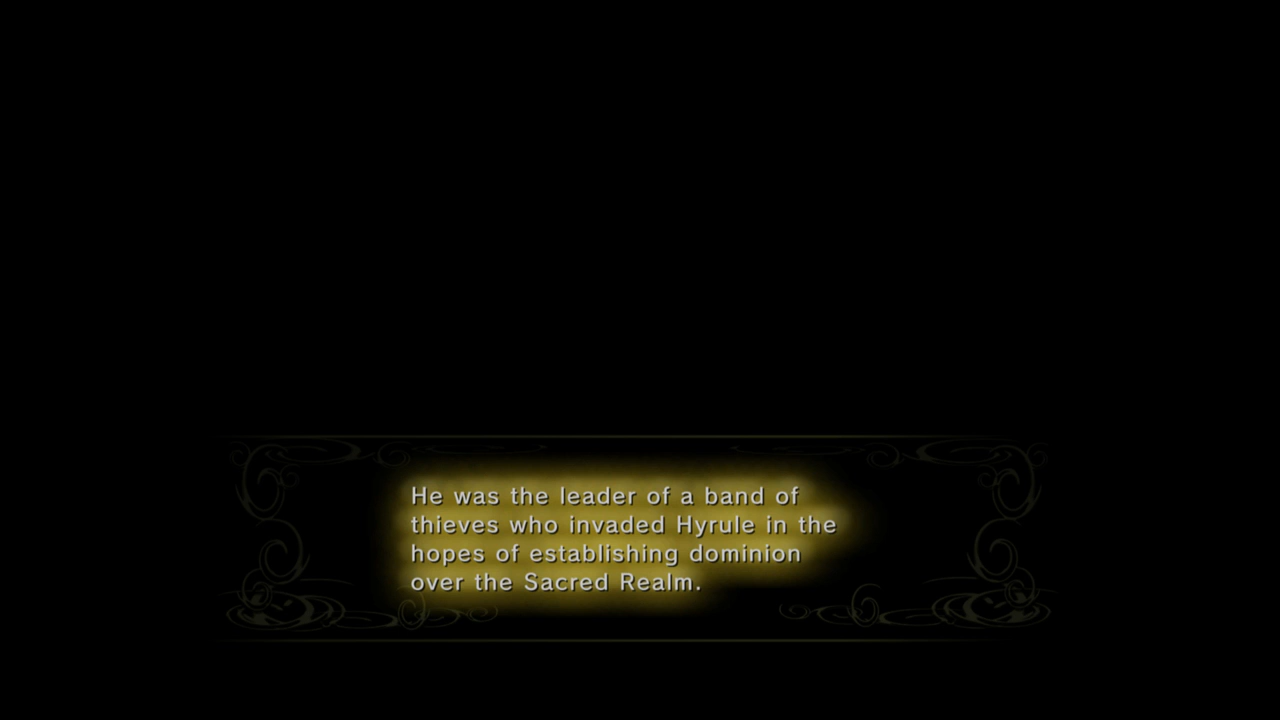 He was the leader of a band of
thieves who invaded Hyrule in the
hopes of establishing dominion
over the Sacred Realm.